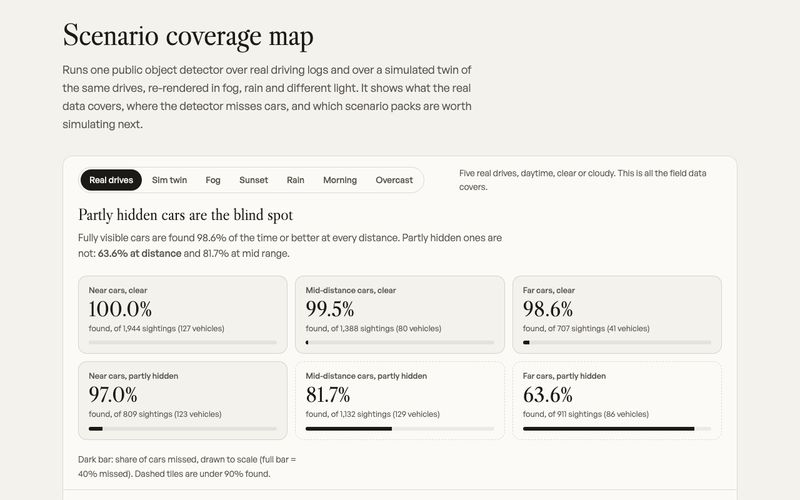 Scenario coverage map
Runs one public object detector over real driving logs and over a simulated twin of
the same drives, re-rendered in fog, rain and different light. It shows what the real
data covers, where the detector misses cars, and which scenario packs are worth
simulating next.
Real drives Sim twin Fog Sunset Rain Morning Overcast
Five real drives, daytime, clear or cloudy. This is all the field data
covers.
Partly hidden cars are the blind spot
Fully visible cars are found 98.6% of the time or better at every distance. Partly hidden ones are
not: 63.6% at distance and 81.7% at mid range.
Near cars, clear
100.0%
found, of 1,944 sightings (127 vehicles)
Mid-distance cars, clear
99.5%
found, of 1,388 sightings (80 vehicles)
Far cars, clear
98.6%
found, of 707 sightings (41 vehicles)
Near cars, partly hidden
97.0%
found, of 809 sightings (123 vehicles)
Mid-distance cars, partly hidden
81.7%
found, of 1,132 sightings (129 vehicles)
Far cars, partly hidden
63.6%
found, of 911 sightings (86 vehicles)
Dark bar: share of cars missed, drawn to scale (full bar =
40% missed). Dashed tiles are under 90% found.